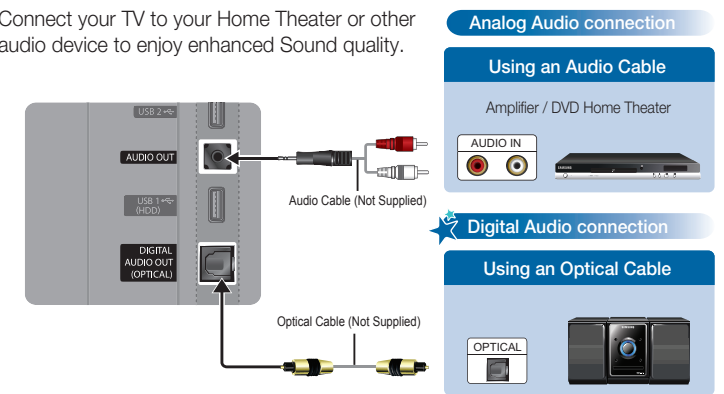 Connect your TV to your Home Theater or other
audio device to enjoy enhanced Sound quality.
USB 2
AUDIO OUT
USB 1
(HDD)
DIGITAL
AUDIO OUT
(OPTICAL)
Audio Cable (Not Supplied)
Optical Cable (Not Supplied)
Analog Audio connection
Using an Audio Cable
Amplifier / DVD Home Theater
AUDIO IN
SAMSUNG
Digital Audio connection
Using an Optical Cable
OPTICAL
SAMSUNG